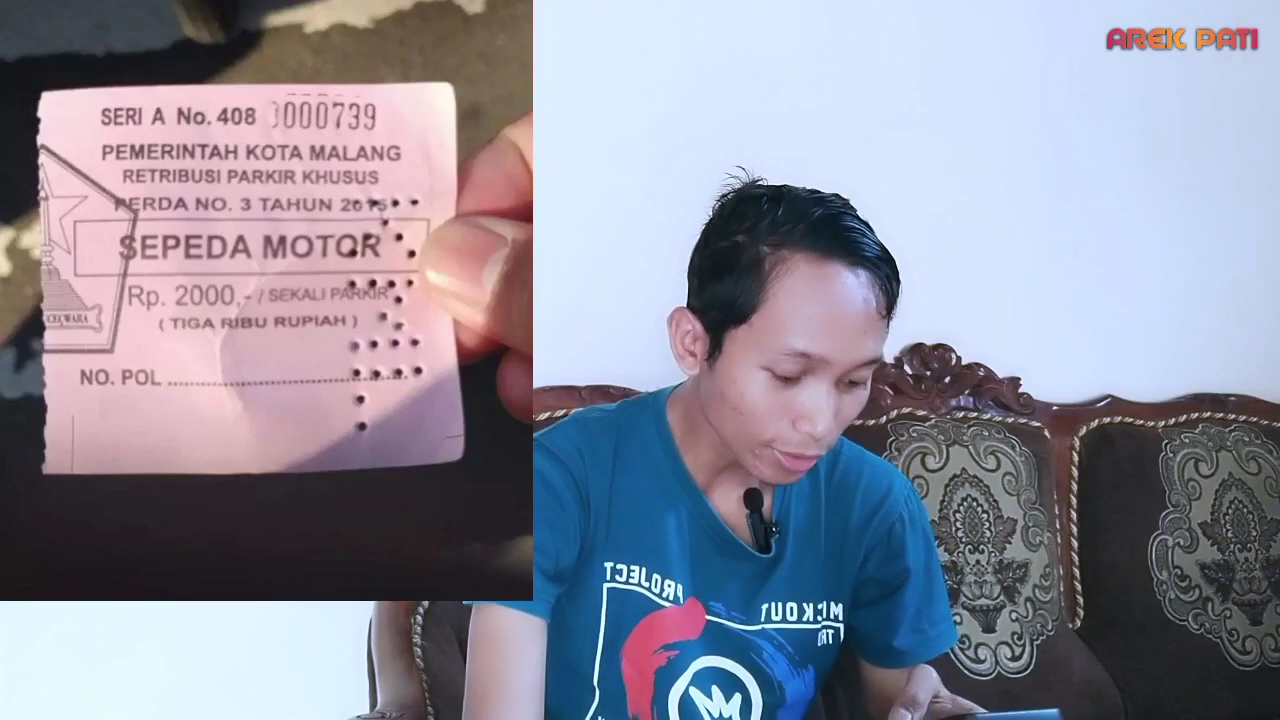 SERI A No. 408 0000739
PEMERINTAH KOTA MALANG
RETRIBUSI PARKIR KHUSUS
PERDA NO. 3 TAHUN 2015
SEPEDA MOTOR
Rp. 2000,- / SEKALI PARKIR
( TIGA RIBU RUPIAH )
NO. POL
AREK PATI
PROJECT